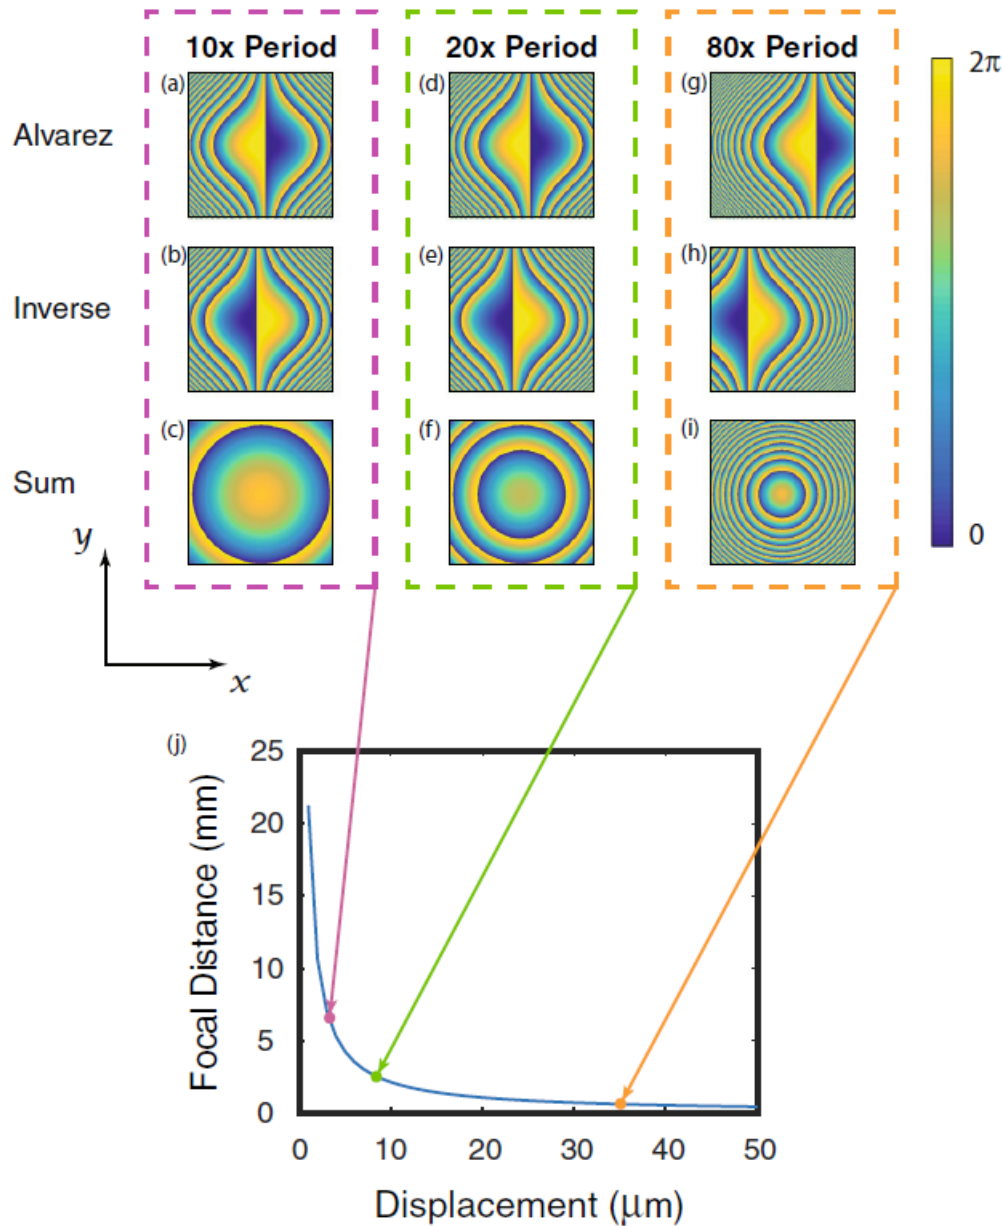 10x Period
20x Period
80x Period
2π
(a)
(d)
(g)
Alvarez
(b)
(e)
(h)
Inverse
(c)
(f)
(i)
Sum
0
y
x
(j)
25
20
15
10
5
0
Focal Distance (mm)
0 10 20 30 40 50
Displacement (μm)